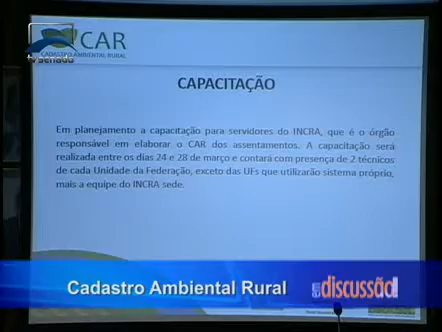 CAR
CADASTRO AMBIENTAL RURAL
tv senado
CAPACITAÇÃO
Em planejamento a capacitação para servidores do INCRA, que é o órgão
responsável em elaborar o CAR dos assentamentos. A capacitação será
realizada entre os dias 24 e 28 de março e contará com presença de 2 técnicos
de cada Unidade da Federação, exceto das UFs que utilizarão sistema próprio,
mais a equipe do INCRA sede.
Cadastro Ambiental Rural
em discussão!